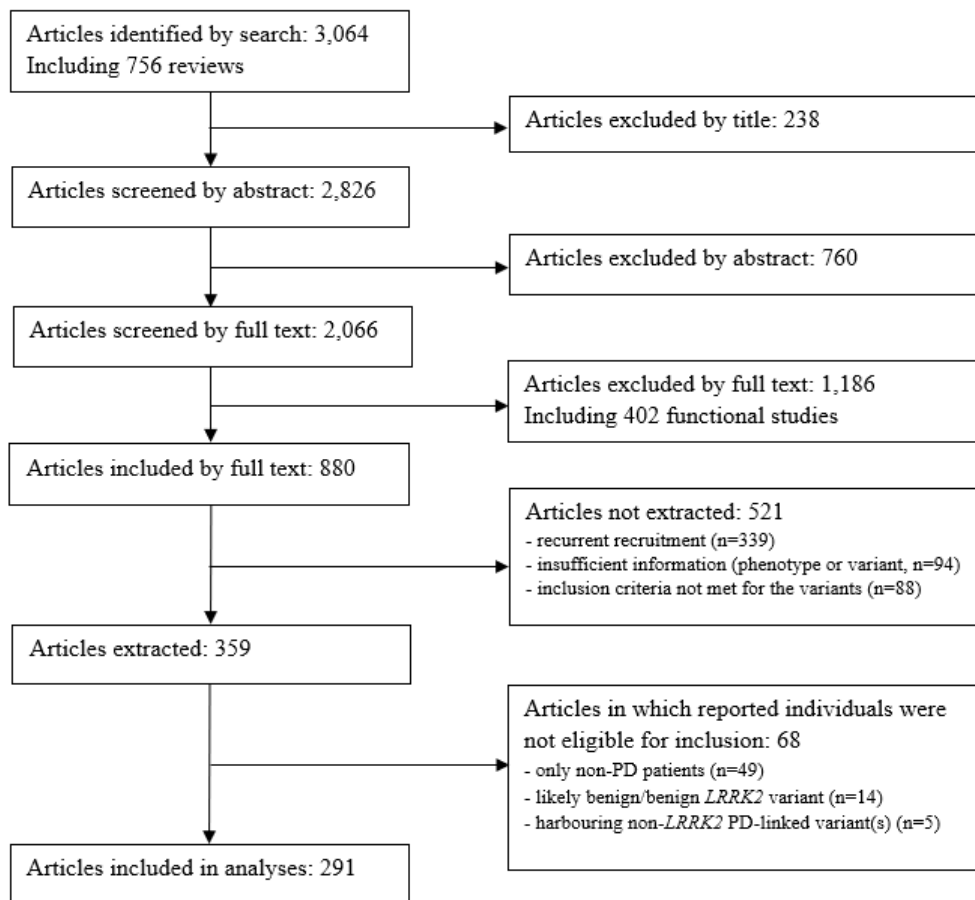 Articles identified by search: 3,064
Including 756 reviews
Articles excluded by title: 238
Articles screened by abstract: 2,826
Articles excluded by abstract: 760
Articles screened by full text: 2,066
Articles excluded by full text: 1,186
Including 402 functional studies
Articles included by full text: 880
Articles not extracted: 521
- recurrent recruitment (n=339)
- insufficient information (phenotype or variant, n=94)
- inclusion criteria not met for the variants (n=88)
Articles extracted: 359
Articles in which reported individuals were
not eligible for inclusion: 68
- only non-PD patients (n=49)
- likely benign/benign LRRK2 variant (n=14)
- harbouring non-LRRK2 PD-linked variant(s) (n=5)
Articles included in analyses: 291